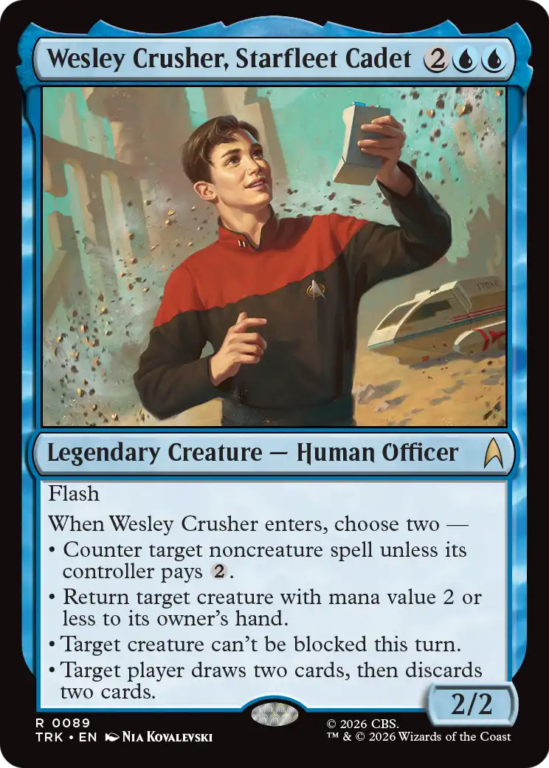 Wesley Crusher, Starfleet Cadet 2
Legendary Creature — Human Officer
Flash
When Wesley Crusher enters, choose two —
• Counter target noncreature spell unless its
controller pays 2.
• Return target creature with mana value 2 or
less to its owner's hand.
• Target creature can't be blocked this turn.
• Target player draws two cards, then discards
two cards.
2/2
R 0089
TRK • EN Nia Kovalevski
© 2026 CBS.
™ & © 2026 Wizards of the Coast